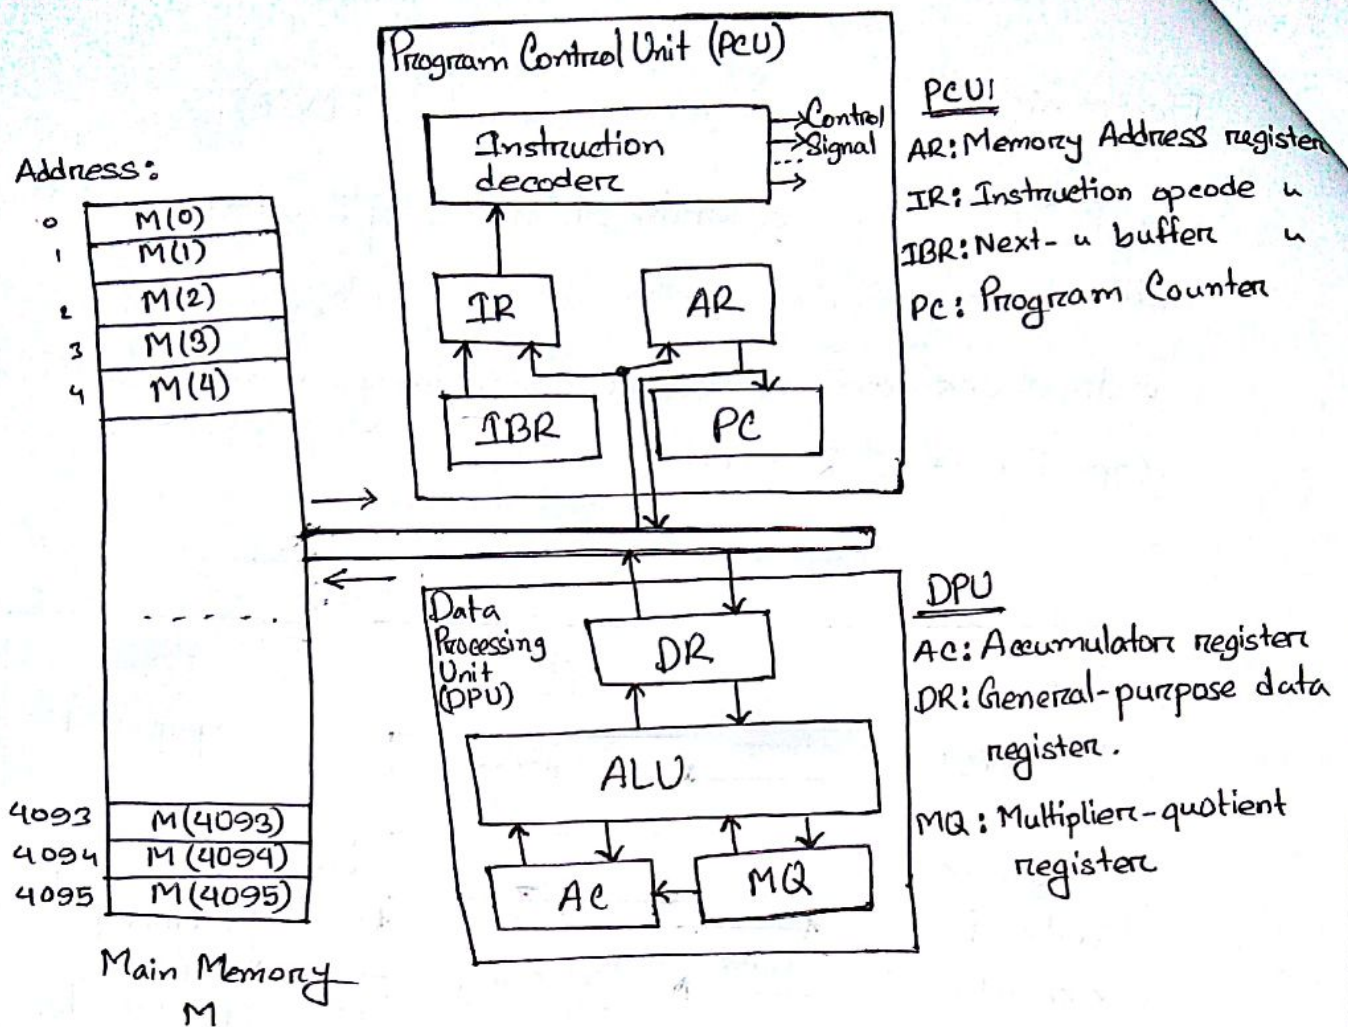 Program Control Unit (PCU)
Instruction
decoder
Control
Signal
IR
AR
IBR
PC
PCU
AR: Memory Address register
IR: Instruction opcode "
IBR: Next- " buffer "
PC: Program Counter
Address:
0 M(0)
1 M(1)
2 M(2)
3 M(3)
4 M(4)
4093 M(4093)
4094 M(4094)
4095 M(4095)
Main Memory
M
Data
Processing
Unit
(DPU)
DR
ALU
AC
MQ
DPU
AC: Accumulator register
DR: General-purpose data
register.
MQ: Multiplier-quotient
register